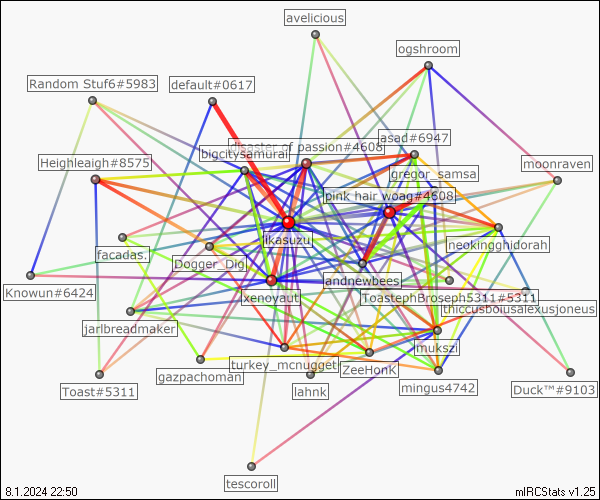 avelicious
ogshroom
Random Stuf6#5983
default#0617
asad#6947
disaster of passion#4608
bigcitysamurai
Heighleaigh#8575
moonraven
gregor_samsa
pink hair woag#4608
jikasuzu
neokingghidorah
facadas.
Dogger_Digi
andnewbees
Knowun#6424
xenoyaut
ToastephBroseph5311#5311
thiccusboiusalexusjoneus
jarlbreadmaker
mukszi
turkey_mcnugget
ZeeHonK
gazpachoman
Toast#5311
lahnk
mingus4742
Duck™#9103
tescoroll
8.1.2024 22:50
mIRCStats v1.25